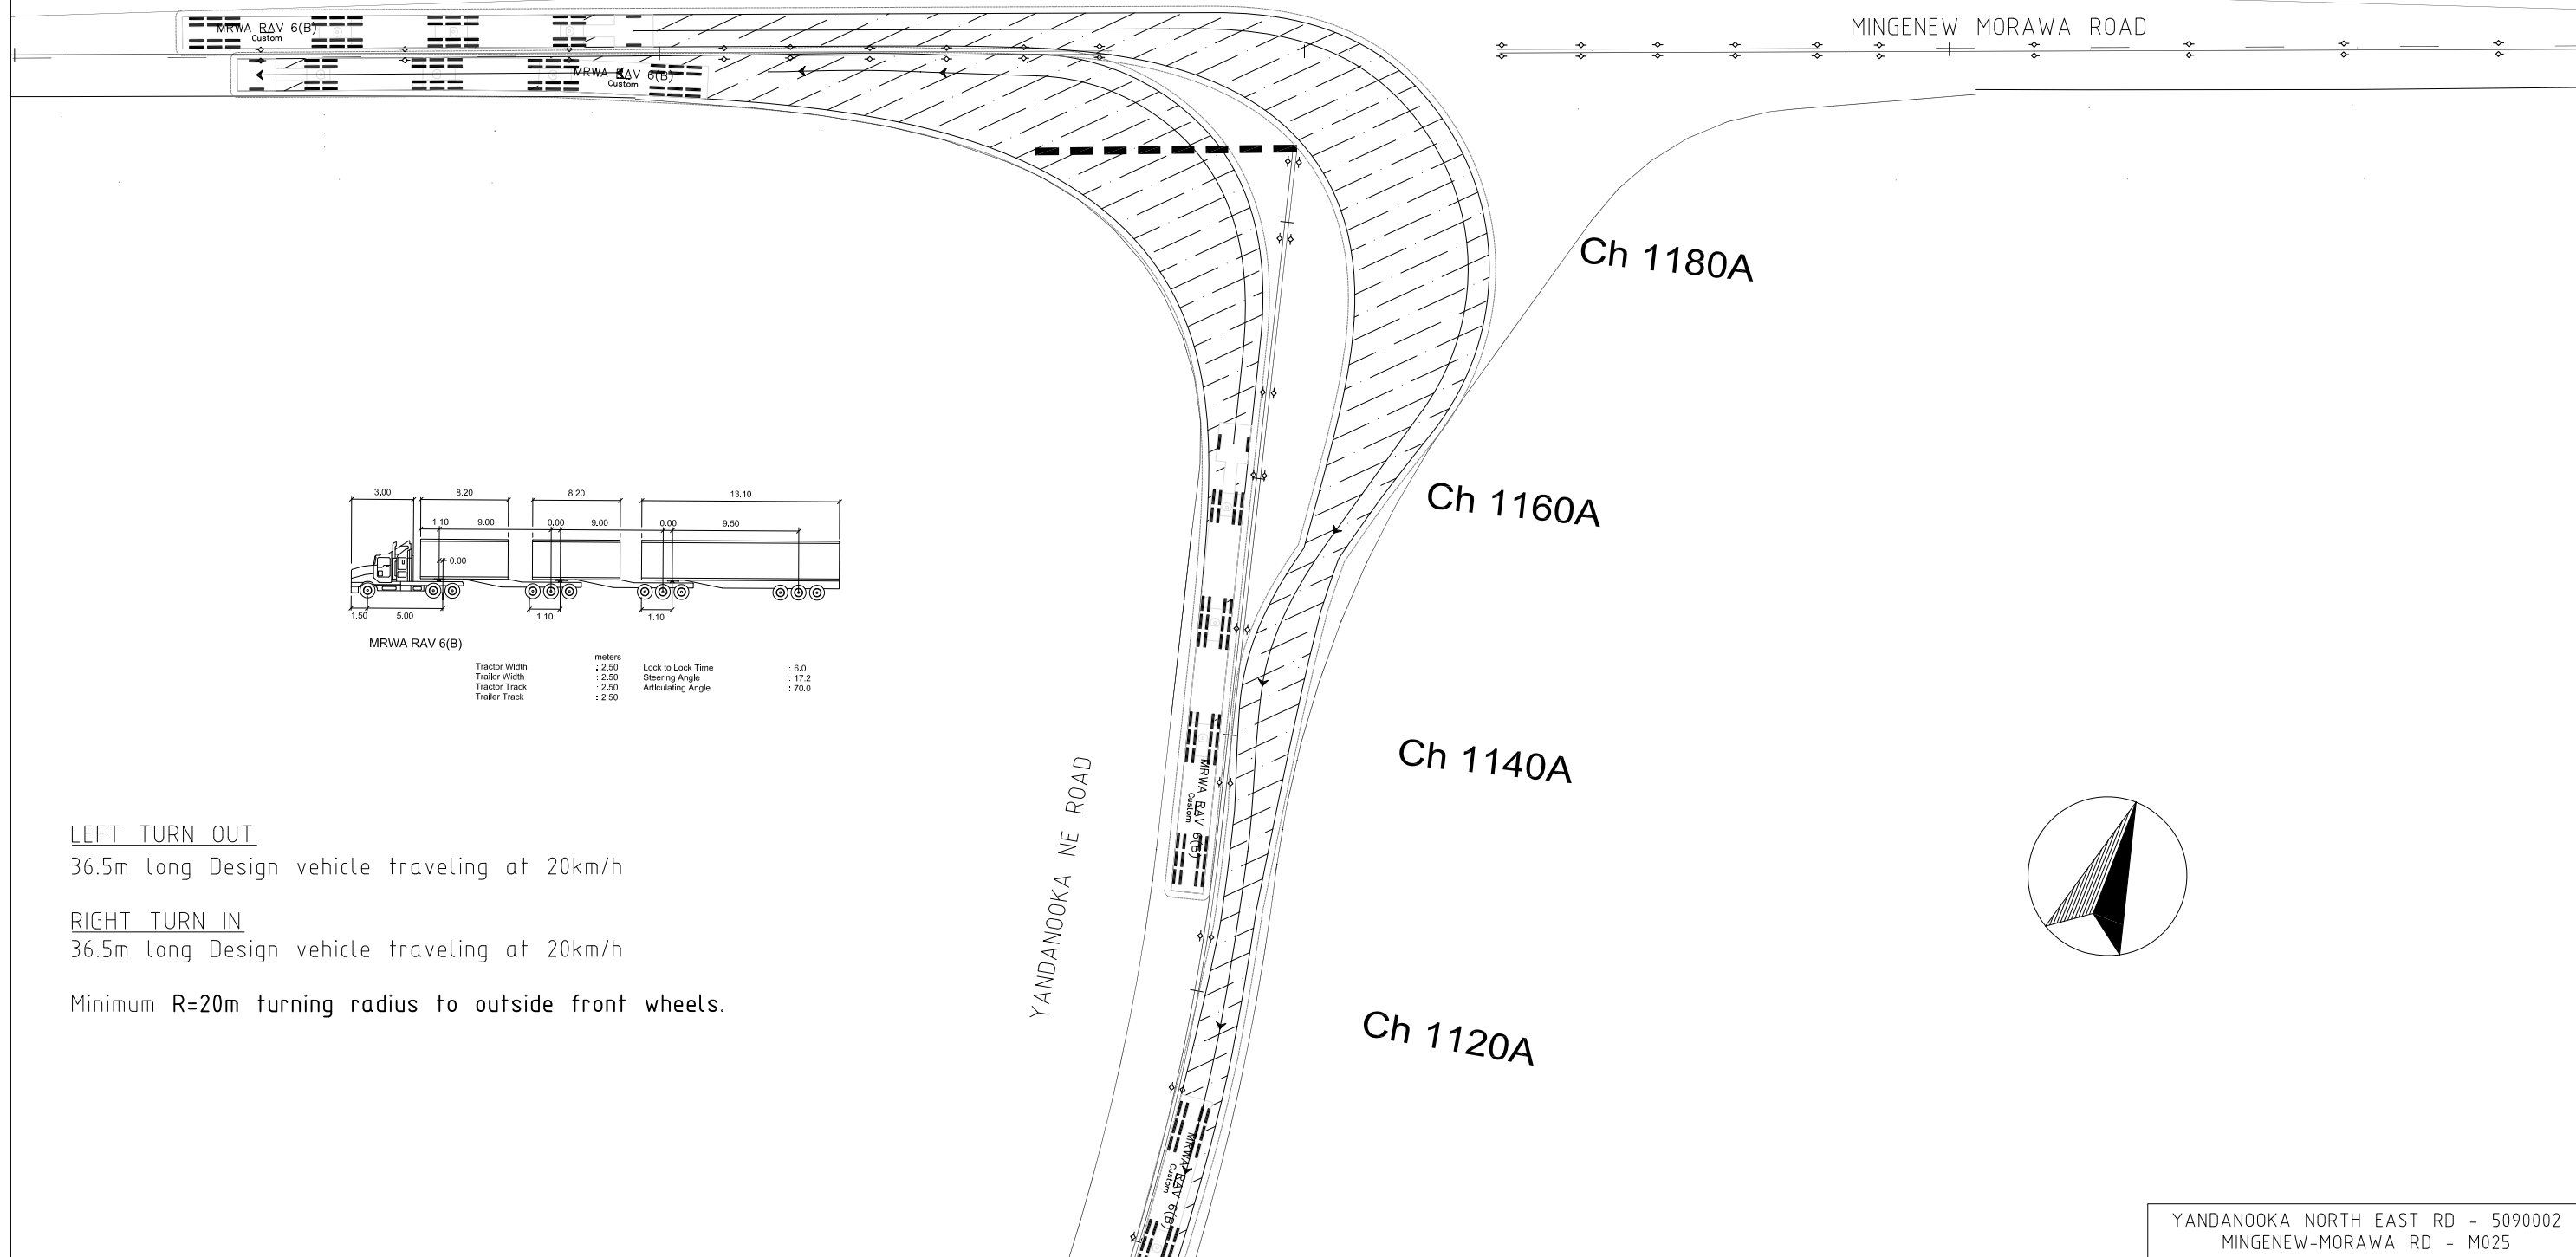 MINGENEW MORAWA ROAD
MRWA RAV 6(B)
Custom
MRWA RAV 6(B)
Custom
Ch 1180A
Ch 1160A
3.00 8.20 8.20 13.10
1.10 9.00 0.00 9.00 0.00 9.50
0.00
1.50 5.00 1.10 1.10
MRWA RAV 6(B)
meters
Tractor Width : 2.50 Lock to Lock Time : 6.0
Trailer Width : 2.50 Steering Angle : 17.2
Tractor Track : 2.50 Articulating Angle : 70.0
Trailer Track : 2.50
Ch 1140A
MRWA RAV 6(B)
Custom
YANDANOOKA NE ROAD
LEFT TURN OUT
36.5m long Design vehicle traveling at 20km/h
RIGHT TURN IN
36.5m long Design vehicle traveling at 20km/h
Minimum R=20m turning radius to outside front wheels.
Ch 1120A
MRWA RAV 6(B)
Custom
YANDANOOKA NORTH EAST RD - 5090002
MINGENEW-MORAWA RD - M025